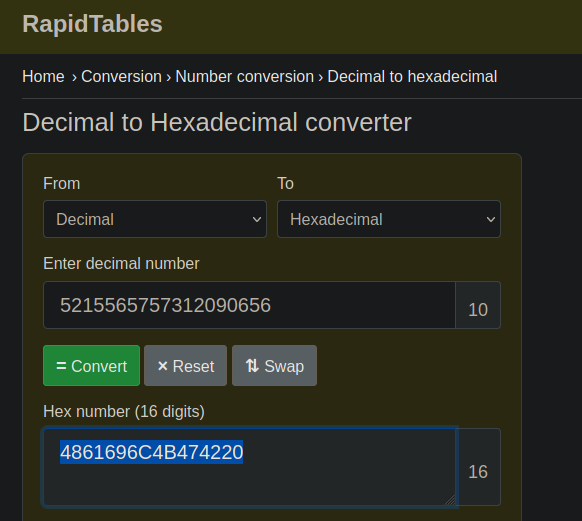 RapidTables
Home › Conversion › Number conversion › Decimal to hexadecimal
Decimal to Hexadecimal converter
From To
Decimal Hexadecimal
Enter decimal number
5215565757312090656 10
= Convert × Reset ⇅ Swap
Hex number (16 digits)
4861696C4B474220 16